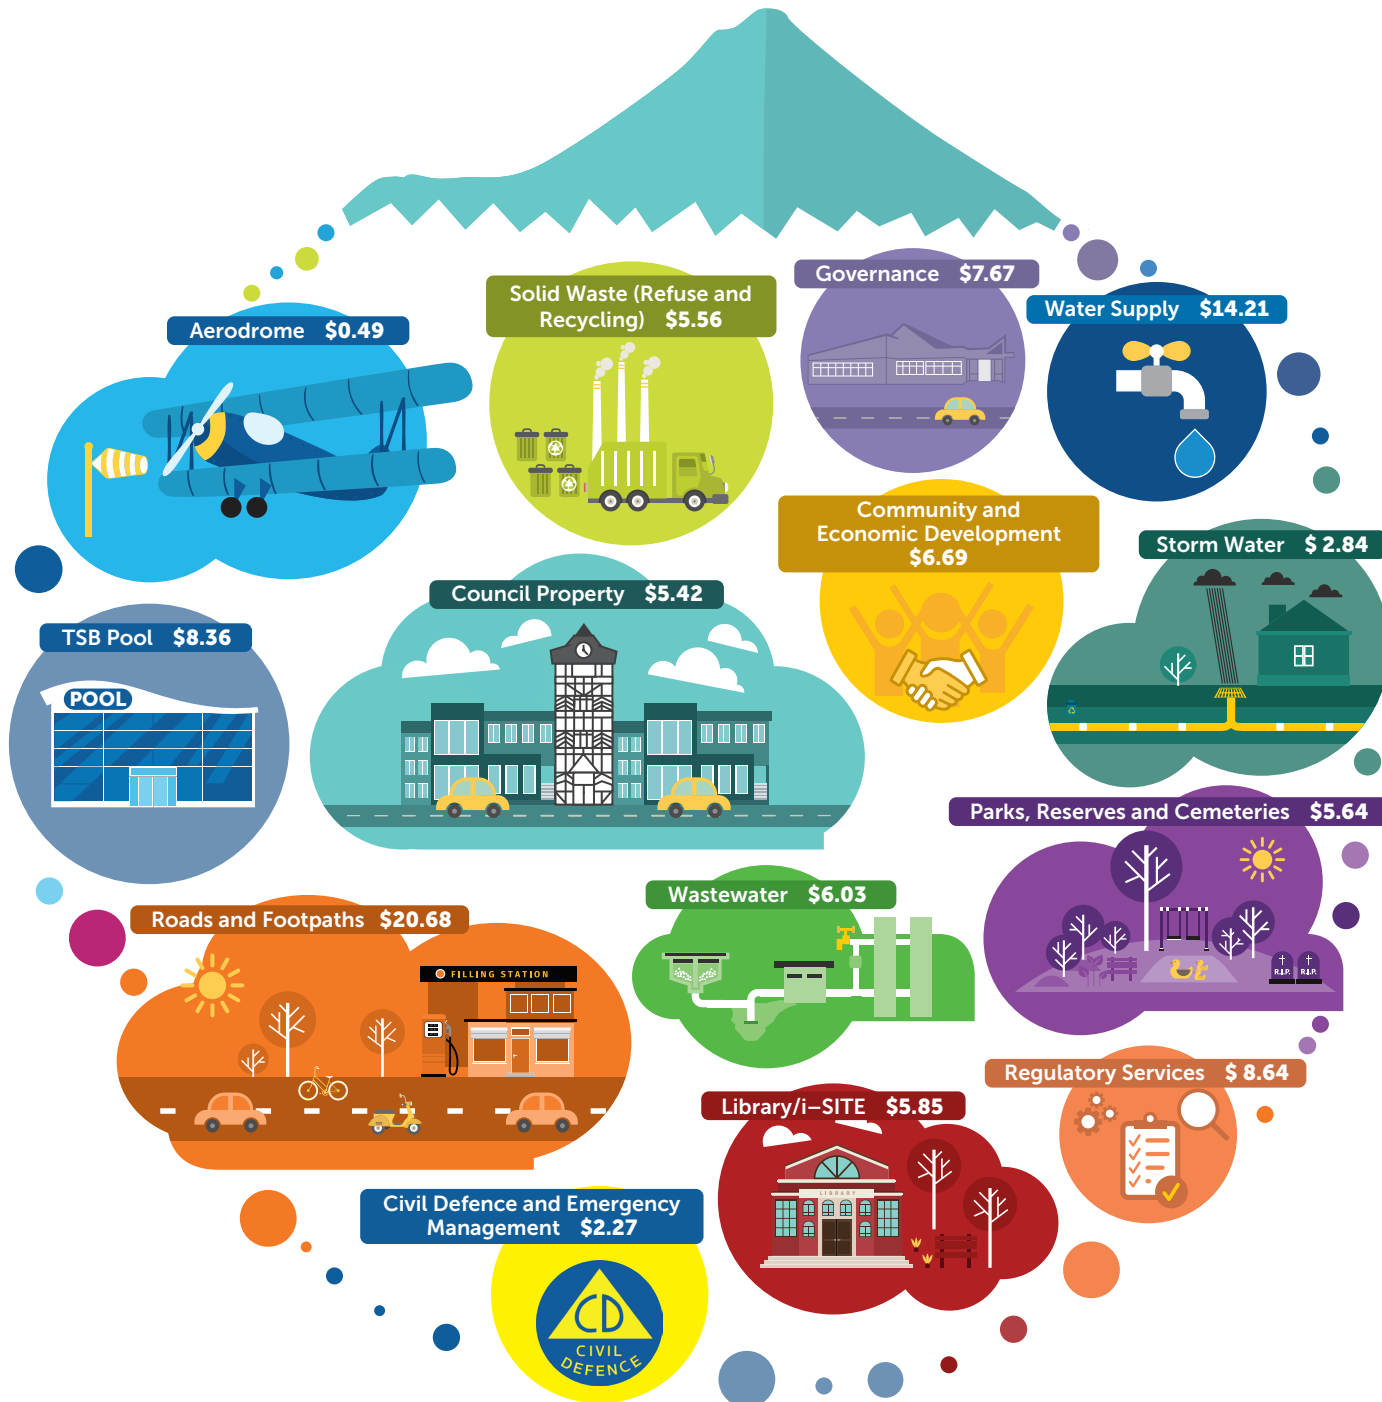 Governance $7.67
Solid Waste (Refuse and
Recycling) $5.56
Water Supply $14.21
Aerodrome $0.49
Community and
Economic Development
$6.69
Storm Water $ 2.84
Council Property $5.42
TSB Pool $8.36
POOL
Parks, Reserves and Cemeteries $5.64
R.I.P. R.I.P.
Wastewater $6.03
Roads and Footpaths $20.68
FILLING STATION
Regulatory Services $ 8.64
Library/i–SITE $5.85
LIBRARY
Civil Defence and Emergency
Management $2.27
CD
CIVIL
DEFENCE